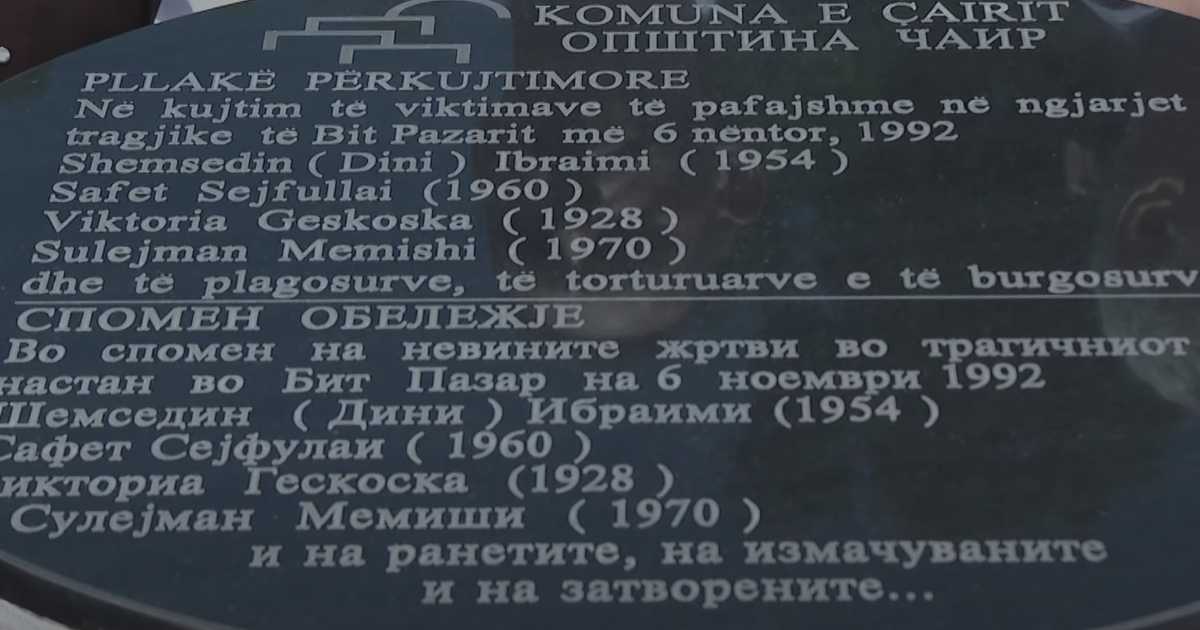 KOMUNA E ÇAIRIT
ОПШТИНА ЧАИР
PLLAKË PËRKUJTIMORE
Në kujtim të viktimave të pafajshme në ngjarjet
tragjike të Bit Pazarit më 6 nëntor, 1992
Shemsedin ( Dini ) Ibraimi ( 1954 )
Safet Sejfullai (1960 )
Viktoria Geskoska ( 1928 )
Sulejman Memishi ( 1970 )
dhe të plagosurve, të torturuarve e të burgosurv
СПОМЕН ОБЕЛЕЖЈЕ
Во спомен на невините жртви во трагичниот
настан во Бит Пазар на 6 ноември 1992
Шемседин ( Дини ) Ибраими (1954 )
Сафет Сејфулаи ( 1960 )
икториа Гескоска (1928 )
Сулејман Мемиши ( 1970 )
и на ранетите, на измачуваните
и на затворените...